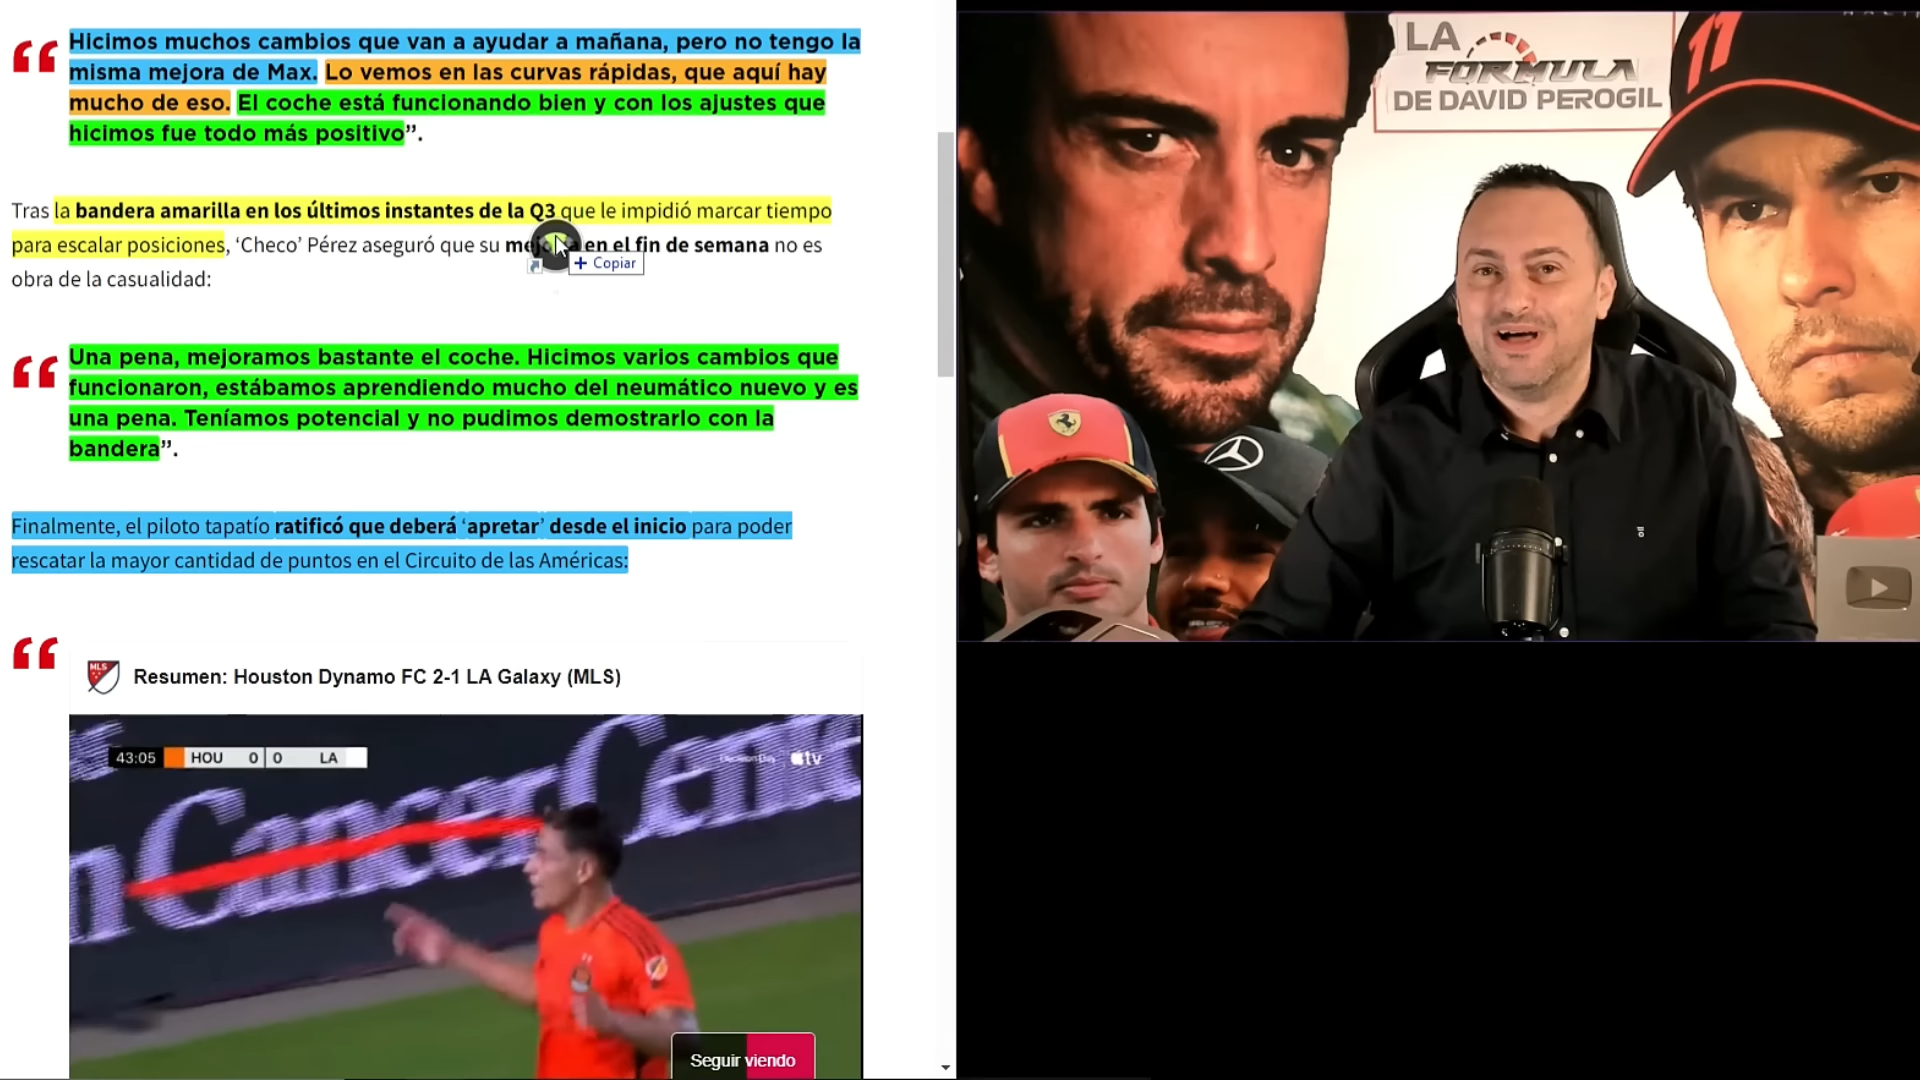 Hicimos muchos cambios que van a ayudar a mañana, pero no tengo la
misma mejora de Max. Lo vemos en las curvas rápidas, que aquí hay
mucho de eso. El coche está funcionando bien y con los ajustes que
hicimos fue todo más positivo”.
Tras la bandera amarilla en los últimos instantes de la Q3 que le impidió marcar tiempo
para escalar posiciones, ‘Checo’ Pérez aseguró que su en el fin de semana no es
+ Copiar
obra de la casualidad:
Una pena, mejoramos bastante el coche. Hicimos varios cambios que
funcionaron, estábamos aprendiendo mucho del neumático nuevo y es
una pena. Teníamos potencial y no pudimos demostrarlo con la
bandera”.
Finalmente, el piloto tapatío ratificó que deberá ‘apretar’ desde el inicio para poder
rescatar la mayor cantidad de puntos en el Circuito de las Américas:
MLS
Resumen: Houston Dynamo FC 2-1 LA Galaxy (MLS)
43:05 HOU 0 0 LA
Decision Day tv
Cancer
Seguir viendo
LA
FORMULA
DE DAVID PEROGIL
11